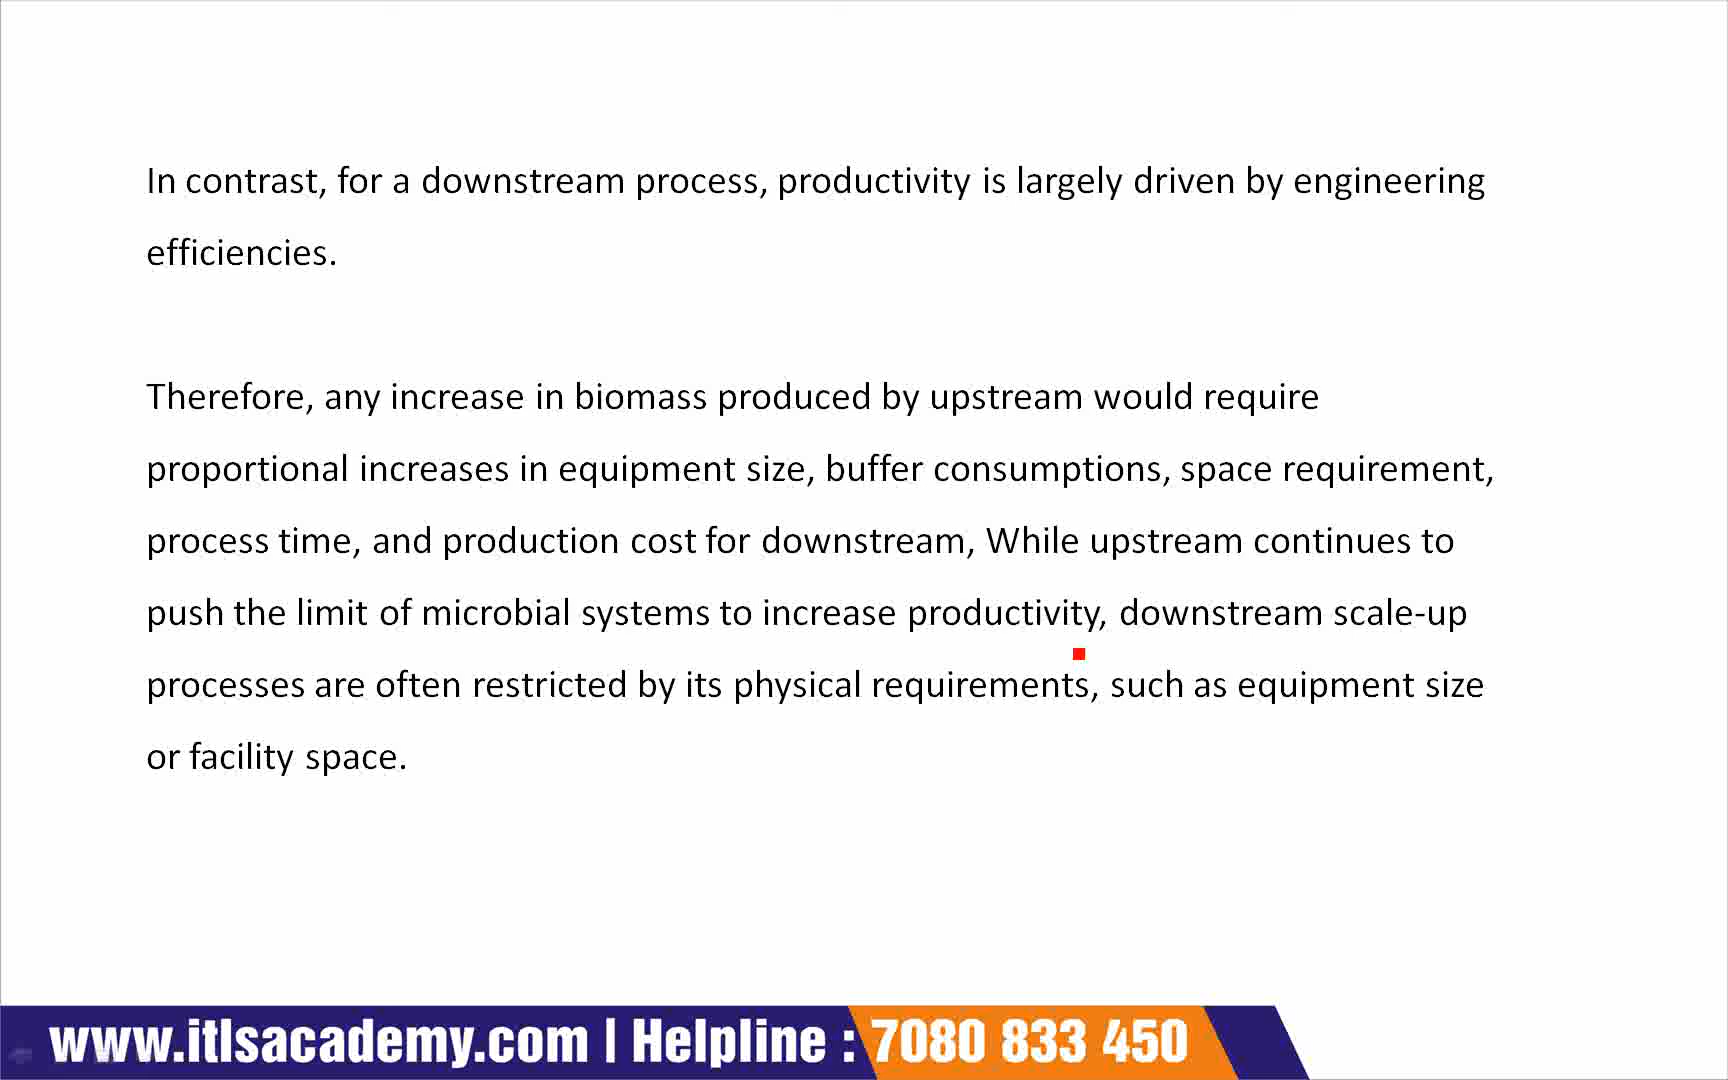 In contrast, for a downstream process, productivity is largely driven by engineering
efficiencies.
Therefore, any increase in biomass produced by upstream would require
proportional increases in equipment size, buffer consumptions, space requirement,
process time, and production cost for downstream, While upstream continues to
push the limit of microbial systems to increase productivity, downstream scale-up
processes are often restricted by its physical requirements, such as equipment size
or facility space.
www.itlsacademy.com | Helpline : 7080 833 450